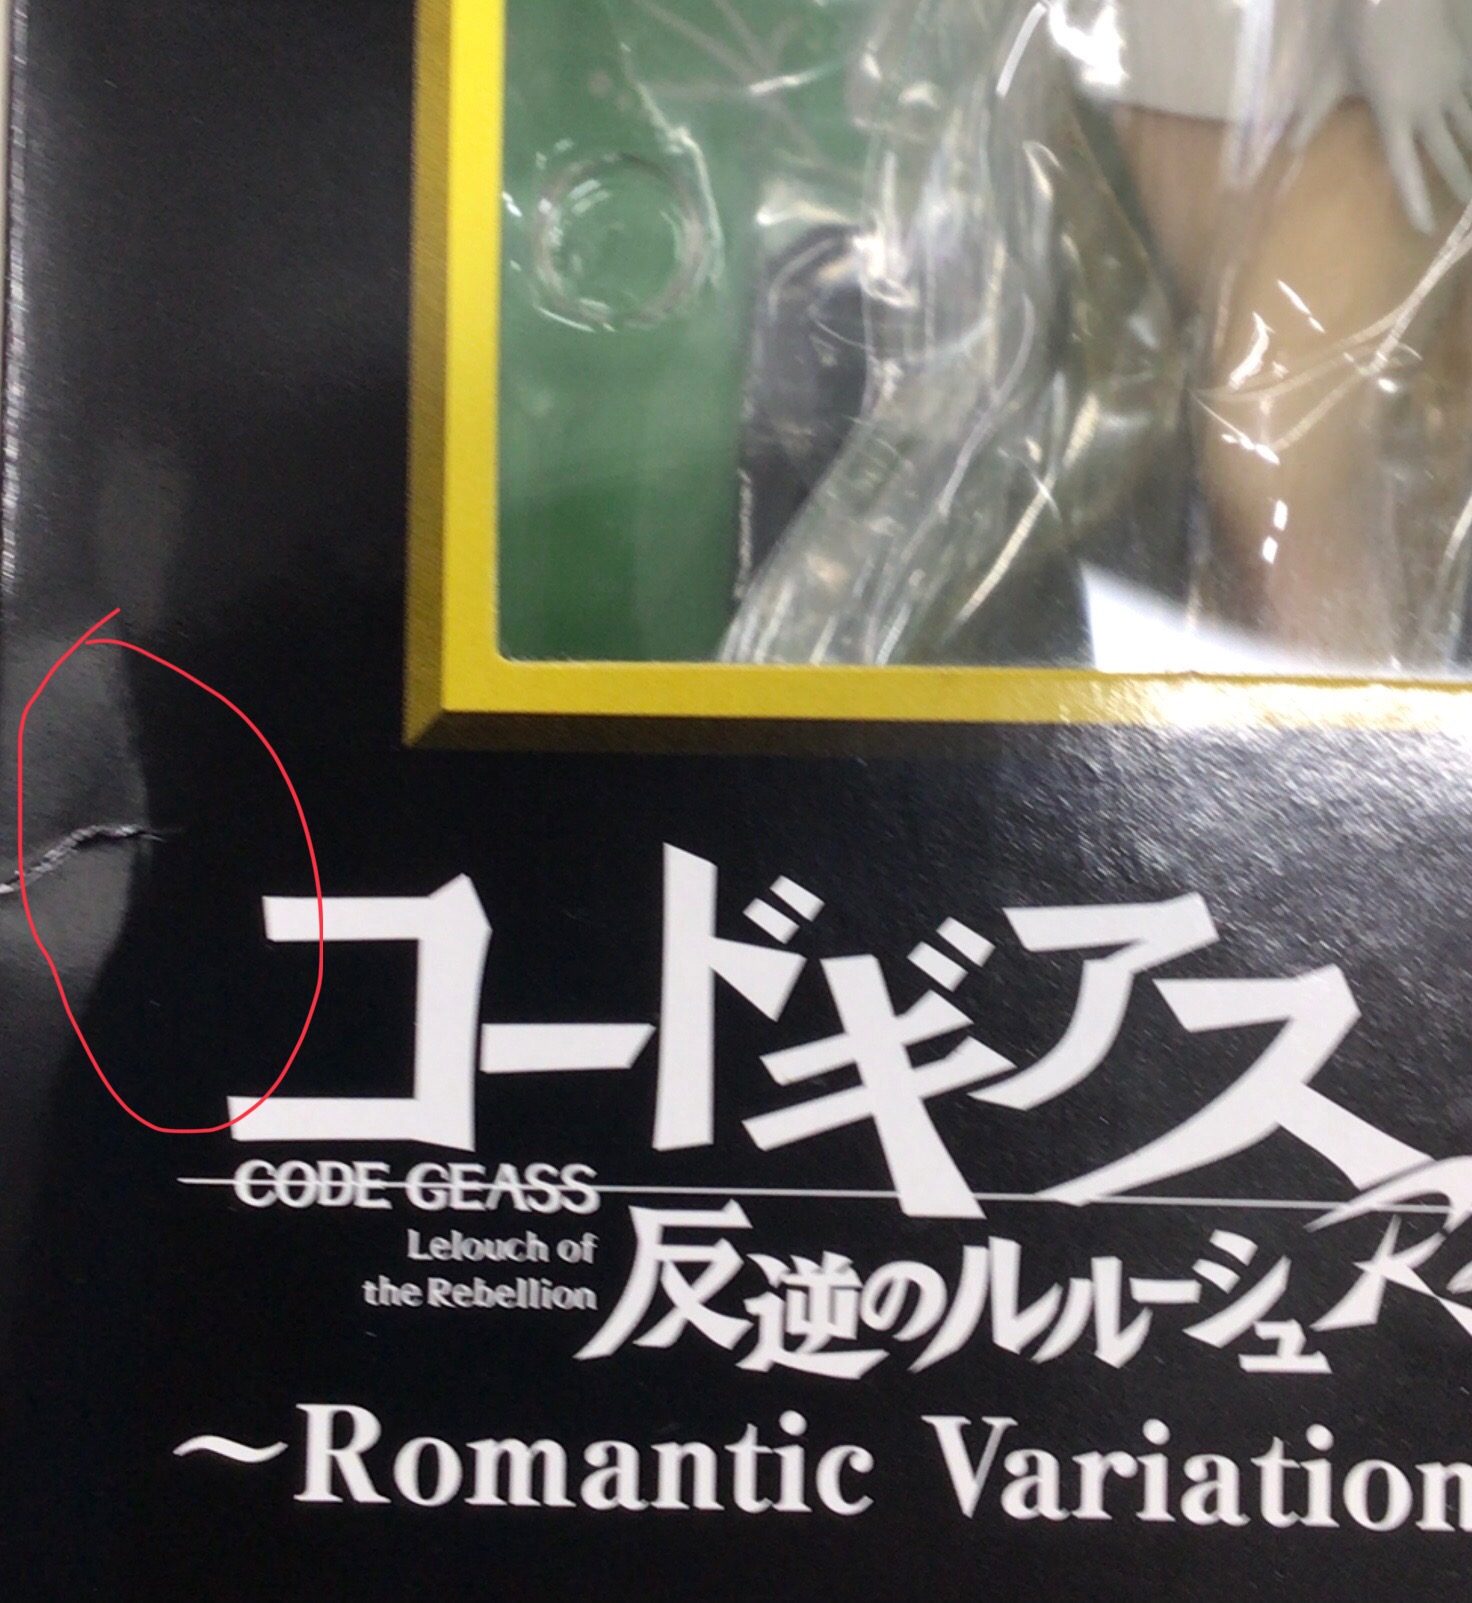 コードギアス
CODE GEASS
Lelouch of
the Rebellion
反逆のルルーシュ
~Romantic Variation